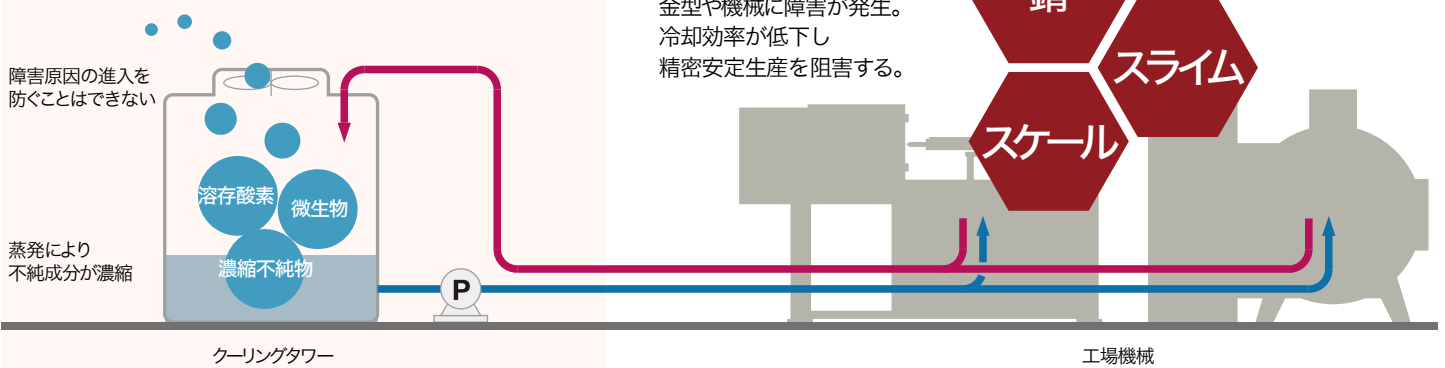 金型や機械に障害が発生。
冷却効率が低下し
精密安定生産を阻害する。
錆
スライム
スケール
障害原因の進入を
防ぐことはできない
溶存酸素
微生物
濃縮不純物
蒸発により
不純成分が濃縮
P
クーリングタワー
工場機械